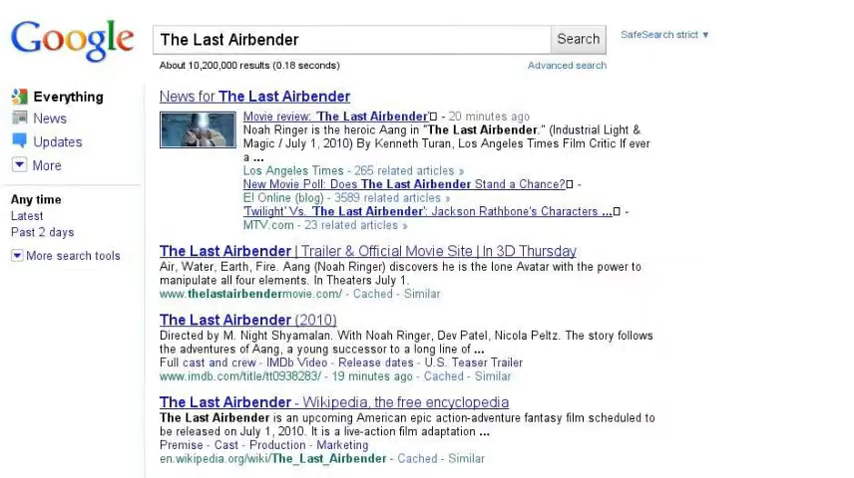 Google The Last Airbender Search SafeSearch strict ▼
About 10,200,000 results (0.18 seconds) Advanced search
Everything
News
Updates
More
Any time
Latest
Past 2 days
More search tools
News for The Last Airbender
Movie review: 'The Last Airbender' - 20 minutes ago
Noah Ringer is the heroic Aang in "The Last Airbender." (Industrial Light &
Magic / July 1, 2010) By Kenneth Turan, Los Angeles Times Film Critic If ever
a ...
Los Angeles Times - 265 related articles »
New Movie Poll: Does The Last Airbender Stand a Chance? -
E! Online (blog) - 3589 related articles »
'Twilight' Vs. 'The Last Airbender': Jackson Rathbone's Characters ... -
MTV.com - 23 related articles »
The Last Airbender | Trailer & Official Movie Site | In 3D Thursday
Air, Water, Earth, Fire. Aang (Noah Ringer) discovers he is the lone Avatar with the power to
manipulate all four elements. In Theaters July 1.
www.thelastairbendermovie.com/ - Cached - Similar
The Last Airbender (2010)
Directed by M. Night Shyamalan. With Noah Ringer, Dev Patel, Nicola Peltz. The story follows
the adventures of Aang, a young successor to a long line of ...
Full cast and crew - IMDb Video - Release dates - U.S. Teaser Trailer
www.imdb.com/title/tt0938283/ - 19 minutes ago - Cached - Similar
The Last Airbender - Wikipedia, the free encyclopedia
The Last Airbender is an upcoming American epic action-adventure fantasy film scheduled to
be released on July 1, 2010. It is a live-action film adaptation ...
Premise - Cast - Production - Marketing
en.wikipedia.org/wiki/The_Last_Airbender - Cached - Similar